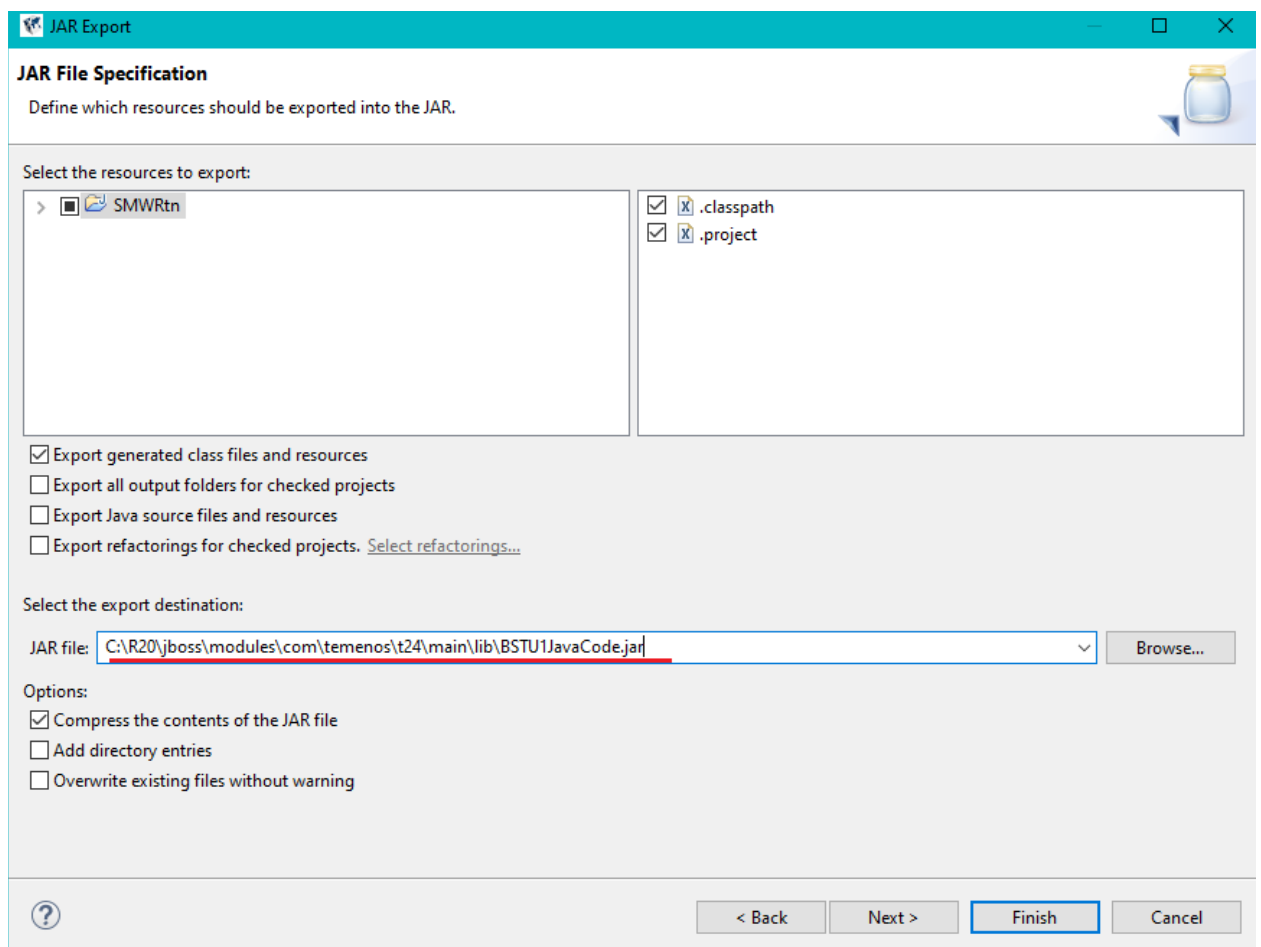 JAR Export
JAR File Specification
Define which resources should be exported into the JAR.
Select the resources to export:
SMWRtn
.classpath
.project
Export generated class files and resources
Export all output folders for checked projects
Export Java source files and resources
Export refactorings for checked projects. Select refactorings...
Select the export destination:
JAR file: C:\R20\jboss\modules\com\temenos\t24\main\lib\BSTU1JavaCode.jar Browse...
Options:
Compress the contents of the JAR file
Add directory entries
Overwrite existing files without warning
? < Back Next > Finish Cancel